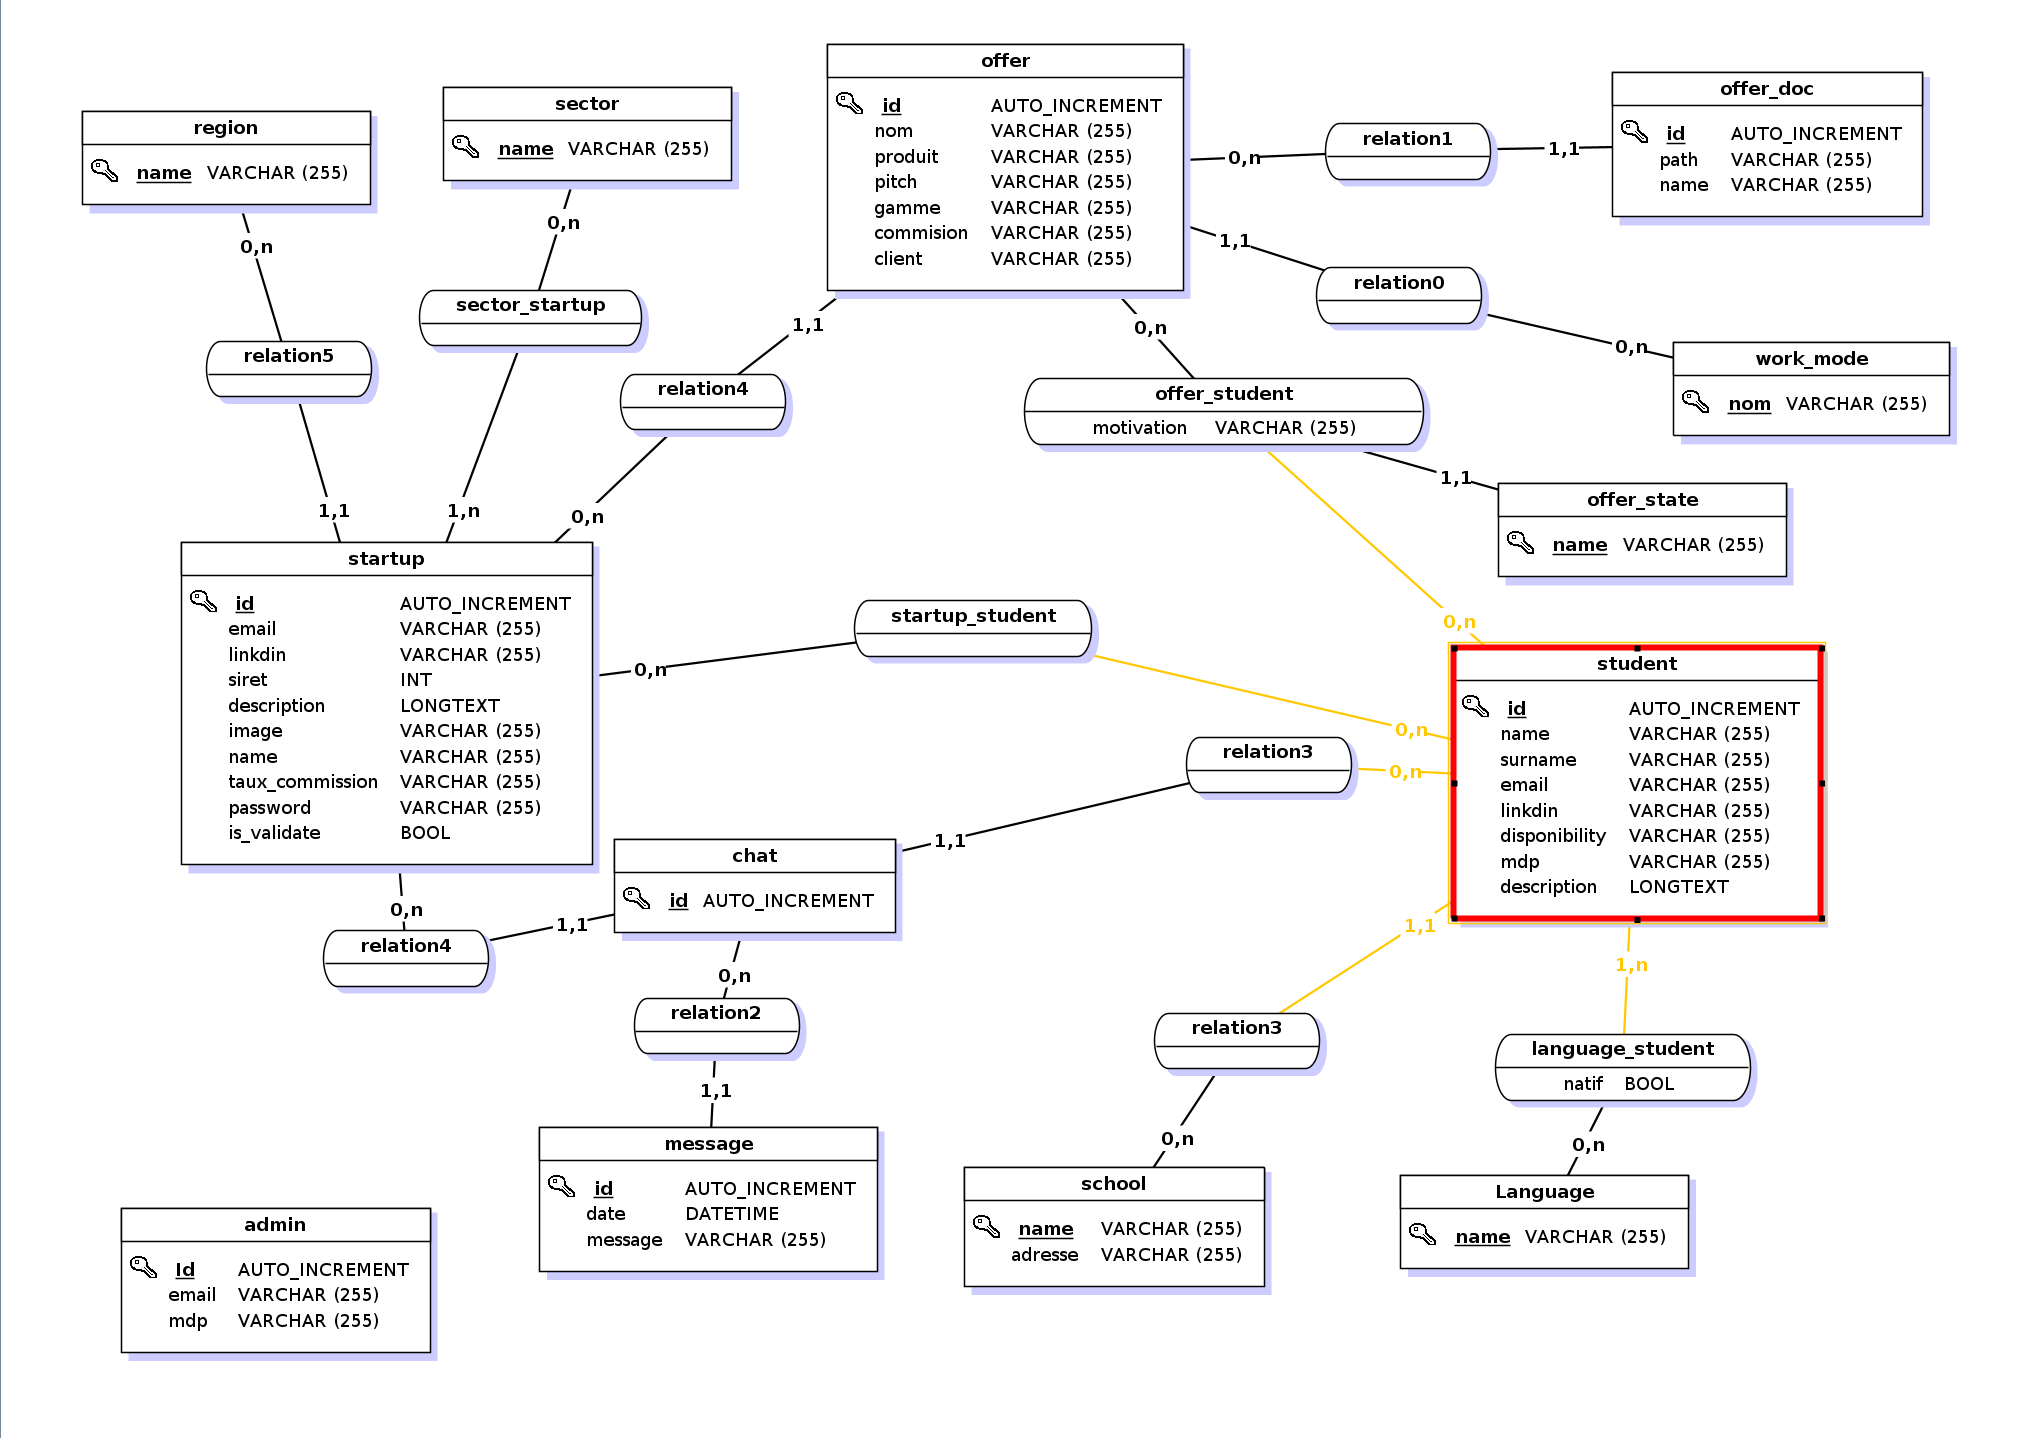 offer
id AUTO_INCREMENT
nom VARCHAR (255)
produit VARCHAR (255)
pitch VARCHAR (255)
gamme VARCHAR (255)
commision VARCHAR (255)
client VARCHAR (255)
offer_doc
id AUTO_INCREMENT
path VARCHAR (255)
name VARCHAR (255)
sector
name VARCHAR (255)
region
name VARCHAR (255)
relation1
0,n
1,1
0,n
0,n
1,1
relation0
sector_startup
1,1
0,n
0,n
relation5
work_mode
nom VARCHAR (255)
relation4
offer_student
motivation VARCHAR (255)
1,1
1,1
1,n
0,n
offer_state
name VARCHAR (255)
startup
id AUTO_INCREMENT
email VARCHAR (255)
linkdin VARCHAR (255)
siret INT
description LONGTEXT
image VARCHAR (255)
name VARCHAR (255)
taux_commission VARCHAR (255)
password VARCHAR (255)
is_validate BOOL
startup_student
0,n
0,n
0,n
student
id AUTO_INCREMENT
name VARCHAR (255)
surname VARCHAR (255)
email VARCHAR (255)
linkdin VARCHAR (255)
disponibility VARCHAR (255)
mdp VARCHAR (255)
description LONGTEXT
relation3
0,n
1,1
chat
id AUTO_INCREMENT
0,n
1,1
relation4
1,1
1,n
0,n
relation2
1,1
relation3
0,n
language_student
natif BOOL
0,n
message
id AUTO_INCREMENT
date DATETIME
message VARCHAR (255)
school
name VARCHAR (255)
adresse VARCHAR (255)
Language
name VARCHAR (255)
admin
Id AUTO_INCREMENT
email VARCHAR (255)
mdp VARCHAR (255)